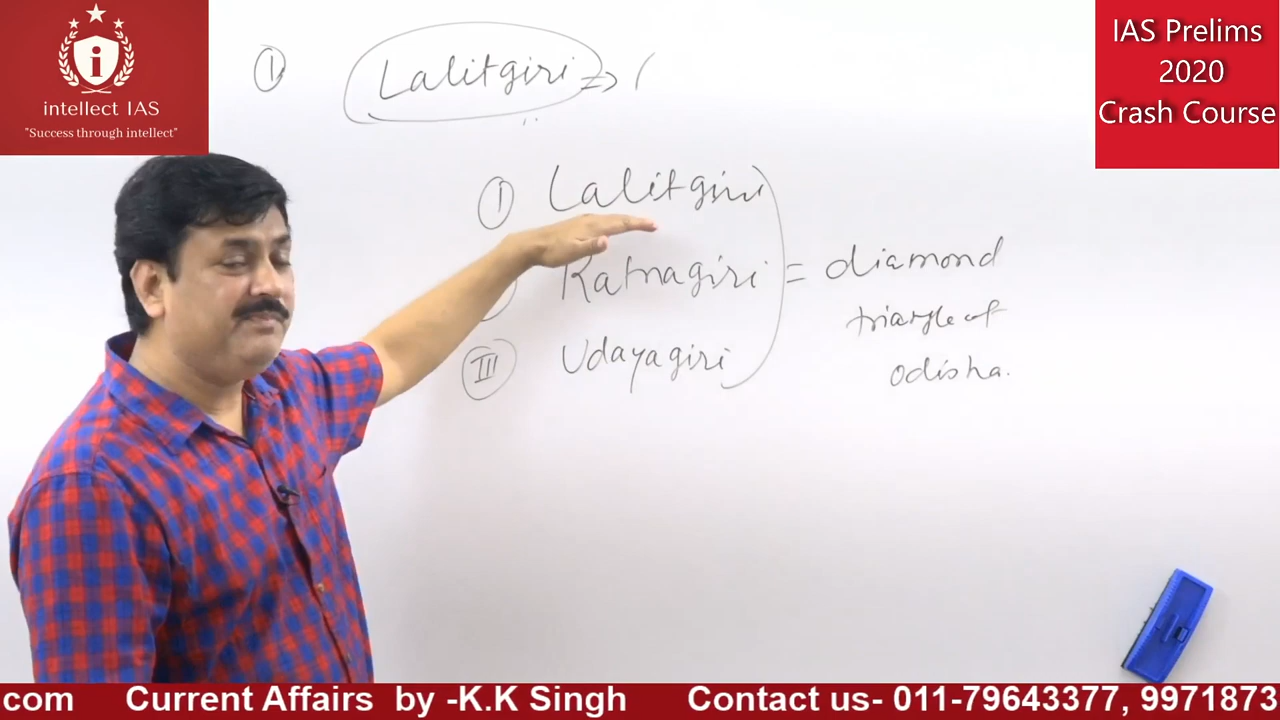 intellect IAS
"Success through intellect"
IAS Prelims
2020
Crash Course
I Lalitgiri => (
I Lalitgiri
Ratnagiri = diamond
triangle of
III Udayagiri
odisha.
com Current Affairs by -K.K Singh Contact us- 011-79643377, 9971873